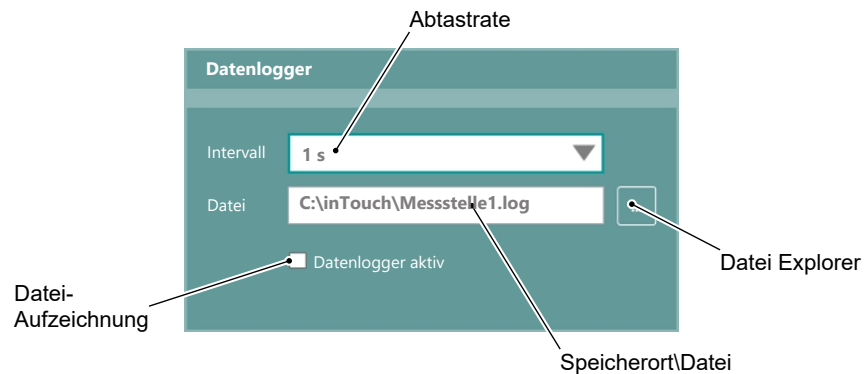 Abtastrate
Datenlogger
Intervall
1 s
Datei
C:\inTouch\Messstelle1.log
Datenlogger aktiv
Datei Explorer
Datei-
Aufzeichnung
Speicherort\Datei